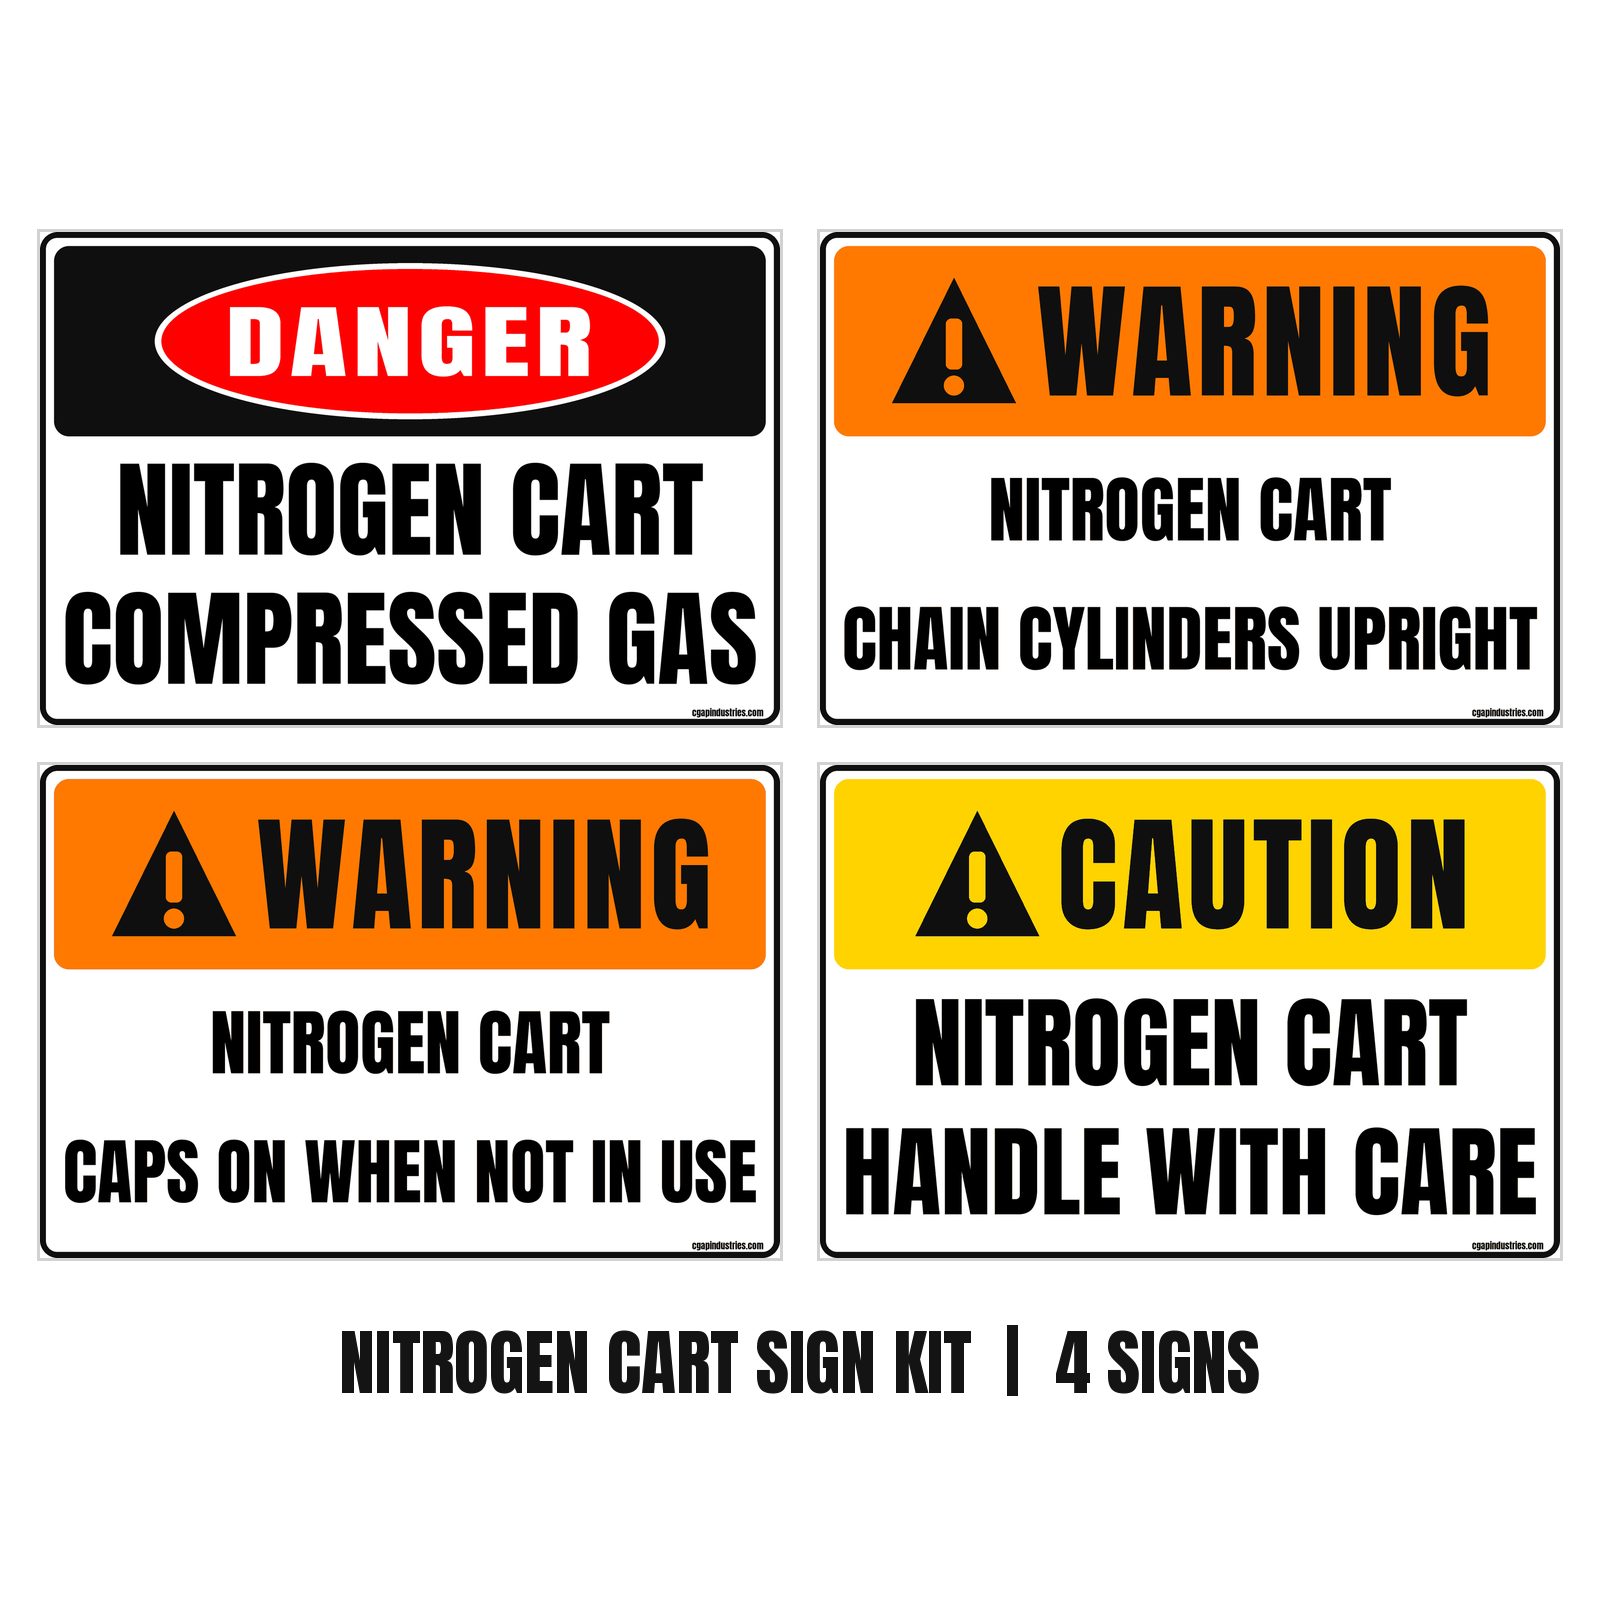 DANGER
NITROGEN CART
COMPRESSED GAS
cgapindustries.com
WARNING
NITROGEN CART
CHAIN CYLINDERS UPRIGHT
cgapindustries.com
WARNING
NITROGEN CART
CAPS ON WHEN NOT IN USE
cgapindustries.com
CAUTION
NITROGEN CART
HANDLE WITH CARE
cgapindustries.com
NITROGEN CART SIGN KIT | 4 SIGNS